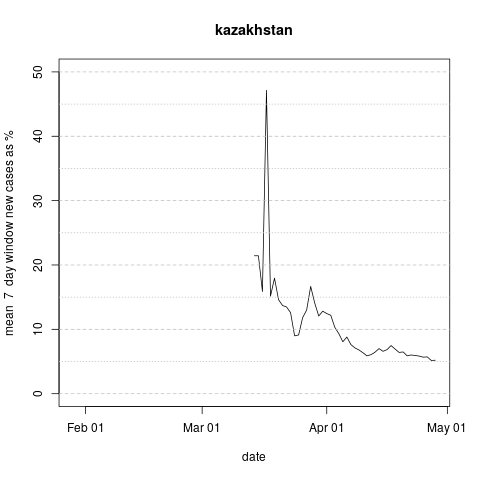 kazakhstan
mean  7  day window new cases as %
50
40
30
20
10
0
Feb 01
Mar 01
Apr 01
May 01
date